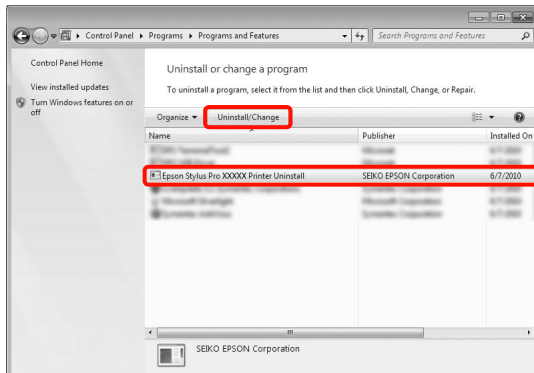 Control Panel ▸ Programs ▸ Programs and Features
Search Programs and Features
Control Panel Home
View installed updates
Turn Windows features on or
off
Uninstall or change a program
To uninstall a program, select it from the list and then click Uninstall, Change, or Repair.
Organize Uninstall/Change
Name Publisher Installed On
Epson Stylus Pro XXXXX Printer Uninstall SEIKO EPSON Corporation 6/7/2010
SEIKO EPSON Corporation